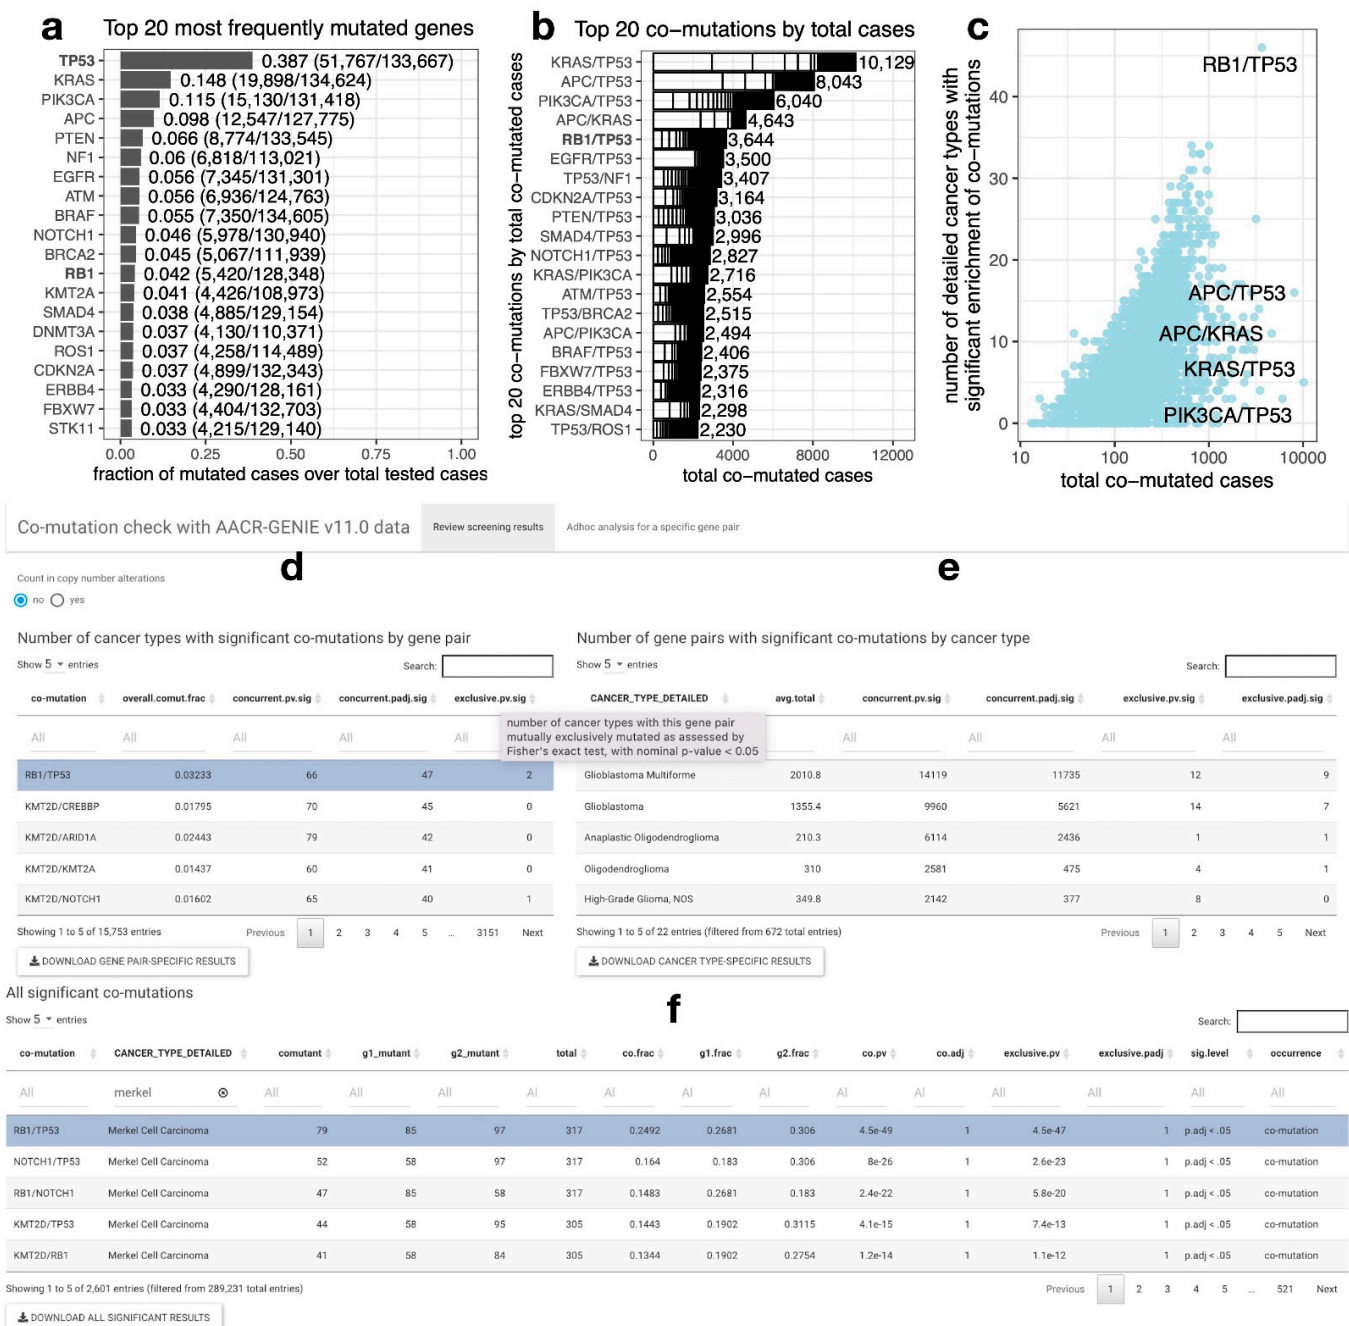 a Top 20 most frequently mutated genes
TP53 0.387 (51,767/133,667)
KRAS 0.148 (19,898/134,624)
PIK3CA 0.115 (15,130/131,418)
APC 0.098 (12,547/127,775)
PTEN 0.066 (8,774/133,545)
NF1 0.06 (6,818/113,021)
EGFR 0.056 (7,345/131,301)
ATM 0.056 (6,936/124,763)
BRAF 0.055 (7,350/134,605)
NOTCH1 0.046 (5,978/130,940)
BRCA2 0.045 (5,067/111,939)
RB1 0.042 (5,420/128,348)
KMT2A 0.041 (4,426/108,973)
SMAD4 0.038 (4,885/129,154)
DNMT3A 0.037 (4,130/110,371)
ROS1 0.037 (4,258/114,489)
CDKN2A 0.037 (4,899/132,343)
ERBB4 0.033 (4,290/128,161)
FBXW7 0.033 (4,404/132,703)
STK11 0.033 (4,215/129,140)
0.00 0.25 0.50 0.75 1.00
fraction of mutated cases over total tested cases
b Top 20 co-mutations by total cases
top 20 co-mutations by total co-mutated cases
KRAS/TP53 10,129
APC/TP53 8,043
PIK3CA/TP53 6,040
APC/KRAS 4,643
RB1/TP53 3,644
EGFR/TP53 3,500
TP53/NF1 3,407
CDKN2A/TP53 3,164
PTEN/TP53 3,036
SMAD4/TP53 2,996
NOTCH1/TP53 2,827
KRAS/PIK3CA 2,716
ATM/TP53 2,554
TP53/BRCA2 2,515
APC/PIK3CA 2,494
BRAF/TP53 2,406
FBXW7/TP53 2,375
ERBB4/TP53 2,316
KRAS/SMAD4 2,298
TP53/ROS1 2,230
0 4000 8000 12000
total co-mutated cases
c
number of detailed cancer types with
significant enrichment of co-mutations
40
30
20
10
0
RB1/TP53
APC/TP53
APC/KRAS
KRAS/TP53
PIK3CA/TP53
10 100 1000 10000
total co-mutated cases
Co-mutation check with AACR-GENIE v11.0 data Review screening results Adhoc analysis for a specific gene pair
d
Count in copy number alterations
no yes
Number of cancer types with significant co-mutations by gene pair
Show 5 entries Search:
co-mutation overall.comut.frac concurrent.pv.sig concurrent.padj.sig exclusive.pv.sig
All All All All All
number of cancer types with this gene pair
mutually exclusively mutated as assessed by
Fisher's exact test, with nominal p-value < 0.05
RB1/TP53 0.03233 66 47 2
KMT2D/CREBBP 0.01795 70 45 0
KMT2D/ARID1A 0.02443 79 42 0
KMT2D/KMT2A 0.01437 60 41 0
KMT2D/NOTCH1 0.01602 65 40 1
Showing 1 to 5 of 15,753 entries Previous 1 2 3 4 5 ... 3151 Next
DOWNLOAD GENE PAIR-SPECIFIC RESULTS
e
Number of gene pairs with significant co-mutations by cancer type
Show 5 entries Search:
CANCER_TYPE_DETAILED avg.total concurrent.pv.sig concurrent.padj.sig exclusive.pv.sig exclusive.padj.sig
All All All All
Glioblastoma Multiforme 2010.8 14119 11735 12 9
Glioblastoma 1355.4 9960 5621 14 7
Anaplastic Oligodendroglioma 210.3 6114 2436 1 1
Oligodendroglioma 310 2581 475 4 1
High-Grade Glioma, NOS 349.8 2142 377 8 0
Showing 1 to 5 of 22 entries (filtered from 672 total entries) Previous 1 2 3 4 5 Next
DOWNLOAD CANCER TYPE-SPECIFIC RESULTS
All significant co-mutations
f
Show 5 entries Search:
co-mutation CANCER_TYPE_DETAILED comutant g1_mutant g2_mutant total co.frac g1.frac g2.frac co.pv co.adj exclusive.pv exclusive.padj sig.level occurrence
All merkel All All All Al Al Al Al All Al All All All All
RB1/TP53 Merkel Cell Carcinoma 79 85 97 317 0.2492 0.2681 0.306 4.5e-49 1 4.5e-47 1 p.adj < .05 co-mutation
NOTCH1/TP53 Merkel Cell Carcinoma 52 58 97 317 0.164 0.183 0.306 8e-26 1 2.6e-23 1 p.adj < .05 co-mutation
RB1/NOTCH1 Merkel Cell Carcinoma 47 85 58 317 0.1483 0.2681 0.183 2.4e-22 1 5.8e-20 1 p.adj < .05 co-mutation
KMT2D/TP53 Merkel Cell Carcinoma 44 58 95 305 0.1443 0.1902 0.3115 4.1e-15 1 7.4e-13 1 p.adj < .05 co-mutation
KMT2D/RB1 Merkel Cell Carcinoma 41 58 84 305 0.1344 0.1902 0.2754 1.2e-14 1 1.1e-12 1 p.adj < .05 co-mutation
Showing 1 to 5 of 2,601 entries (filtered from 289,231 total entries) Previous 1 2 3 4 5 ... 521 Next
DOWNLOAD ALL SIGNIFICANT RESULTS